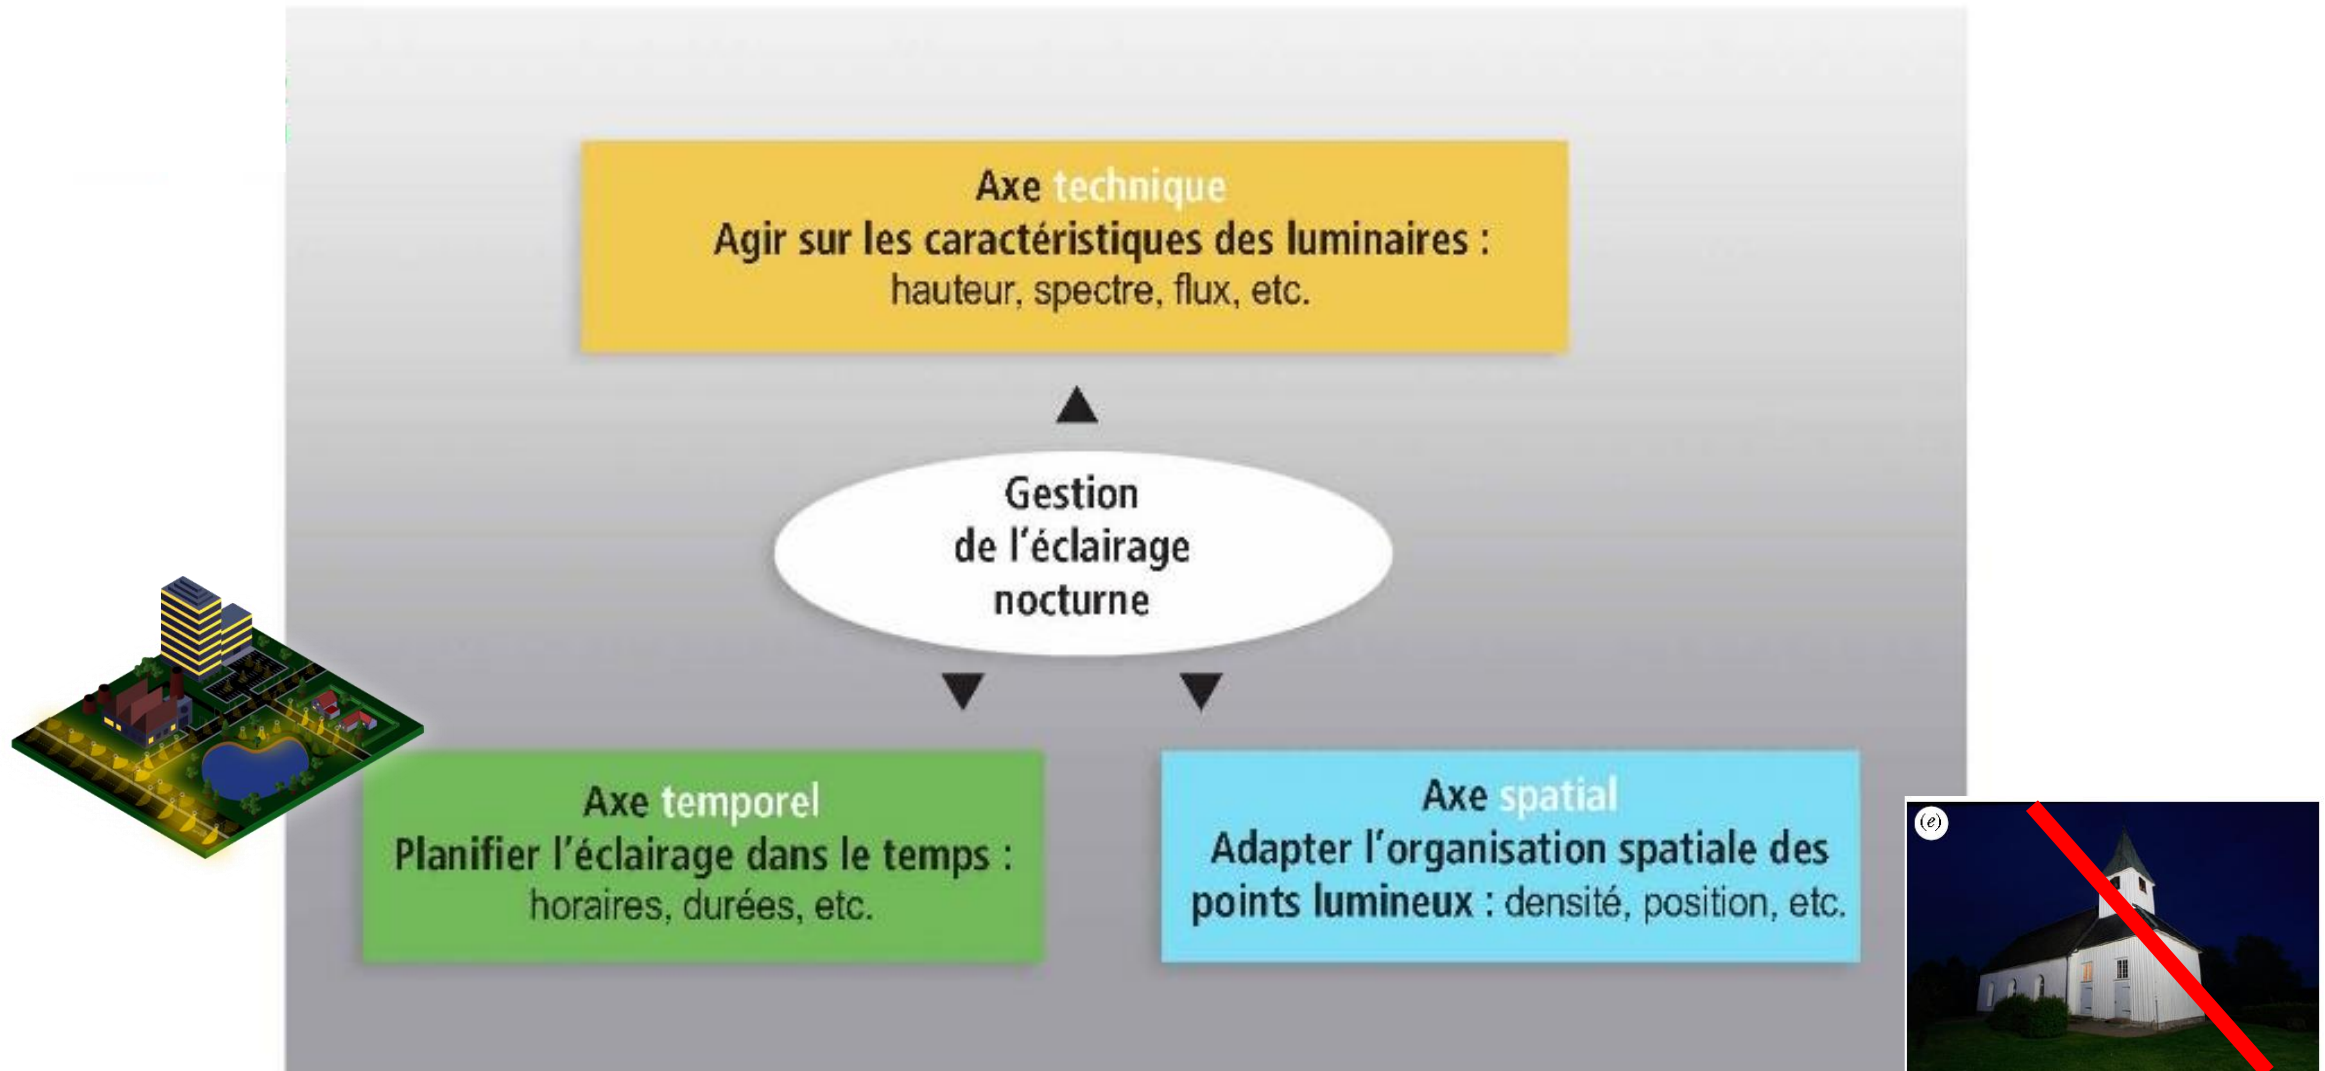 Axe technique
Agir sur les caractéristiques des luminaires :
hauteur, spectre, flux, etc.
Gestion
de l'éclairage
nocturne
Axe temporel
Planifier l'éclairage dans le temps :
horaires, durées, etc.
Axe spatial
Adapter l'organisation spatiale des
points lumineux : densité, position, etc.
(e)